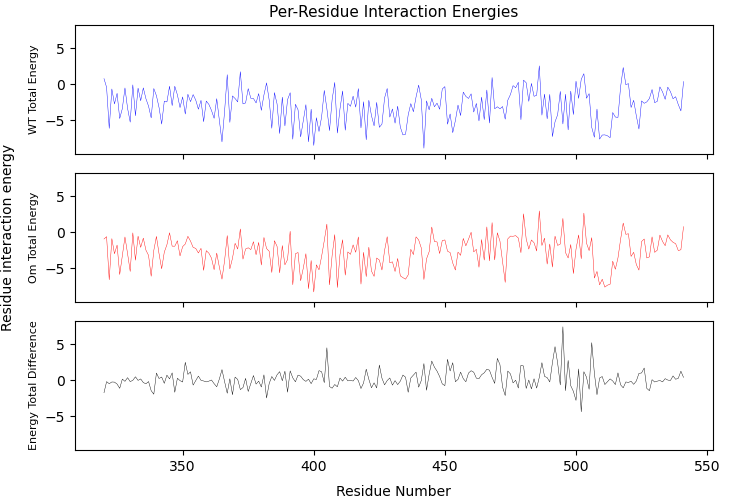 Per-Residue Interaction Energies
Residue interaction energy
WT Total Energy
5
0
−5
Om Total Energy
5
0
−5
Energy Total Difference
5
0
−5
350 400 450 500 550
Residue Number